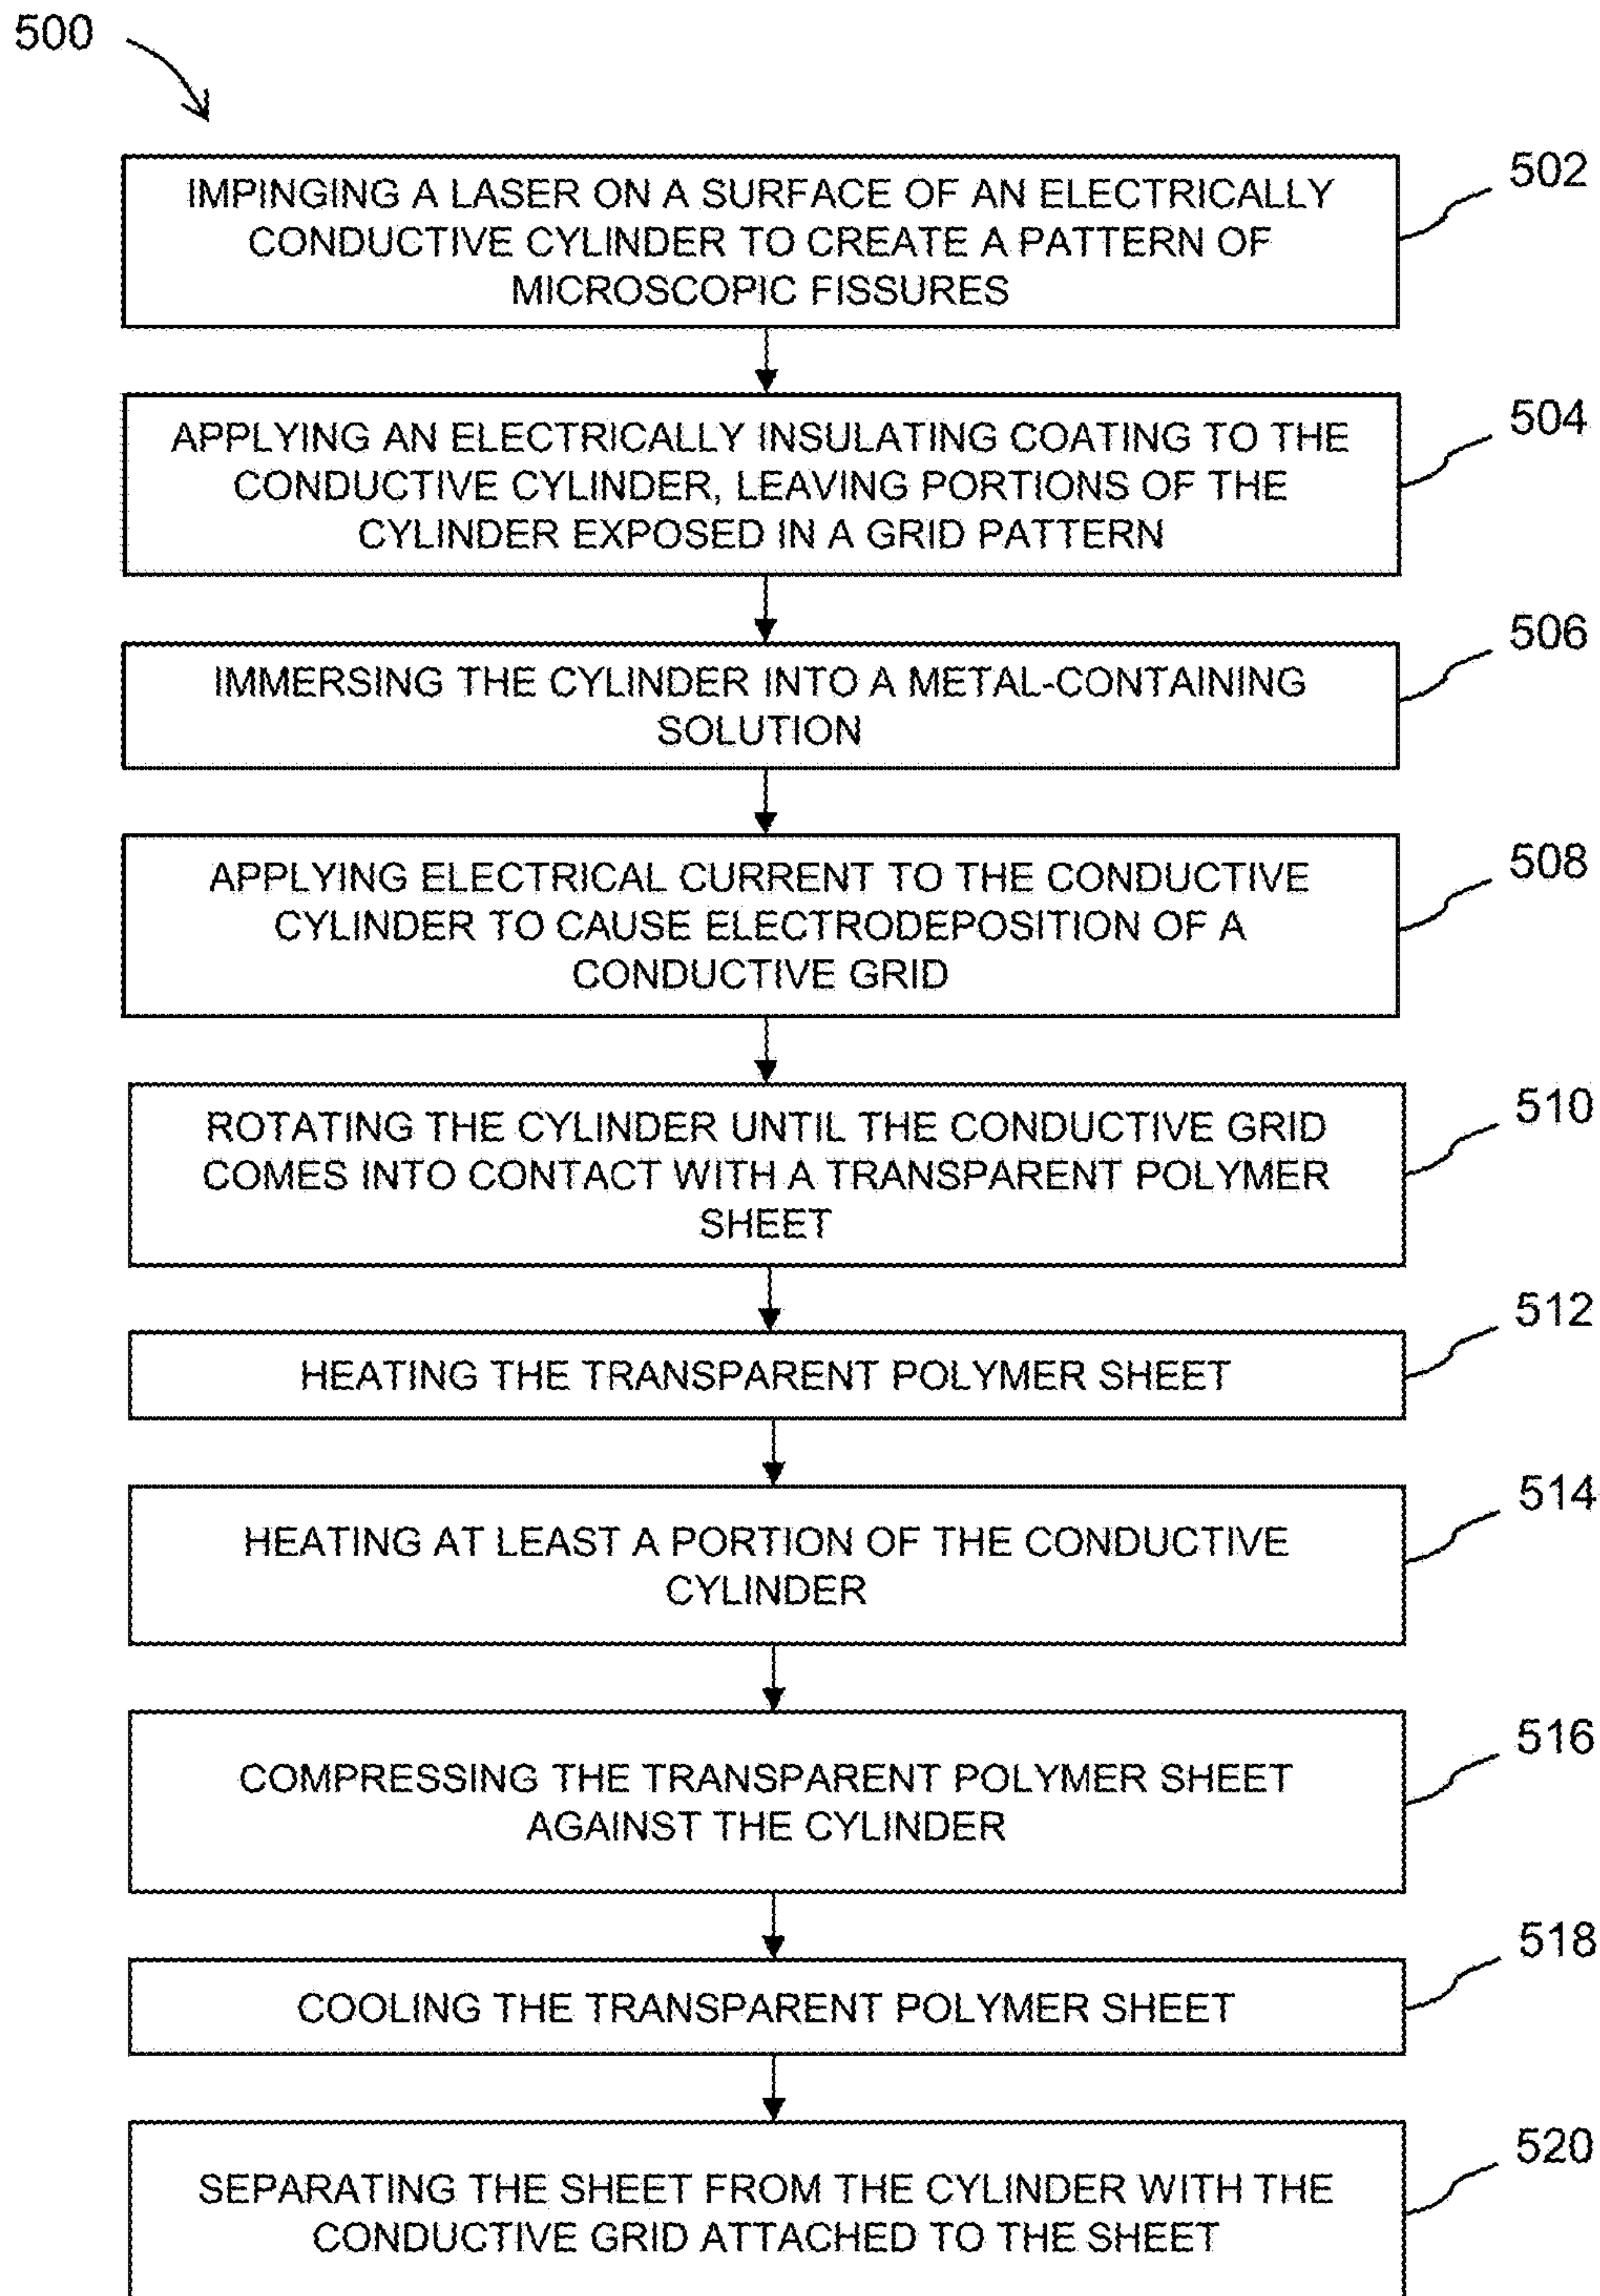 500
IMPINGING A LASER ON A SURFACE OF AN ELECTRICALLY
CONDUCTIVE CYLINDER TO CREATE A PATTERN OF
MICROSCOPIC FISSURES
502
APPLYING AN ELECTRICALLY INSULATING COATING TO THE
CONDUCTIVE CYLINDER, LEAVING PORTIONS OF THE
CYLINDER EXPOSED IN A GRID PATTERN
504
IMMERSING THE CYLINDER INTO A METAL-CONTAINING
SOLUTION
506
APPLYING ELECTRICAL CURRENT TO THE CONDUCTIVE
CYLINDER TO CAUSE ELECTRODEPOSITION OF A
CONDUCTIVE GRID
508
ROTATING THE CYLINDER UNTIL THE CONDUCTIVE GRID
COMES INTO CONTACT WITH A TRANSPARENT POLYMER
SHEET
510
HEATING THE TRANSPARENT POLYMER SHEET
512
HEATING AT LEAST A PORTION OF THE CONDUCTIVE
CYLINDER
514
COMPRESSING THE TRANSPARENT POLYMER SHEET
AGAINST THE CYLINDER
516
COOLING THE TRANSPARENT POLYMER SHEET
518
SEPARATING THE SHEET FROM THE CYLINDER WITH THE
CONDUCTIVE GRID ATTACHED TO THE SHEET
520